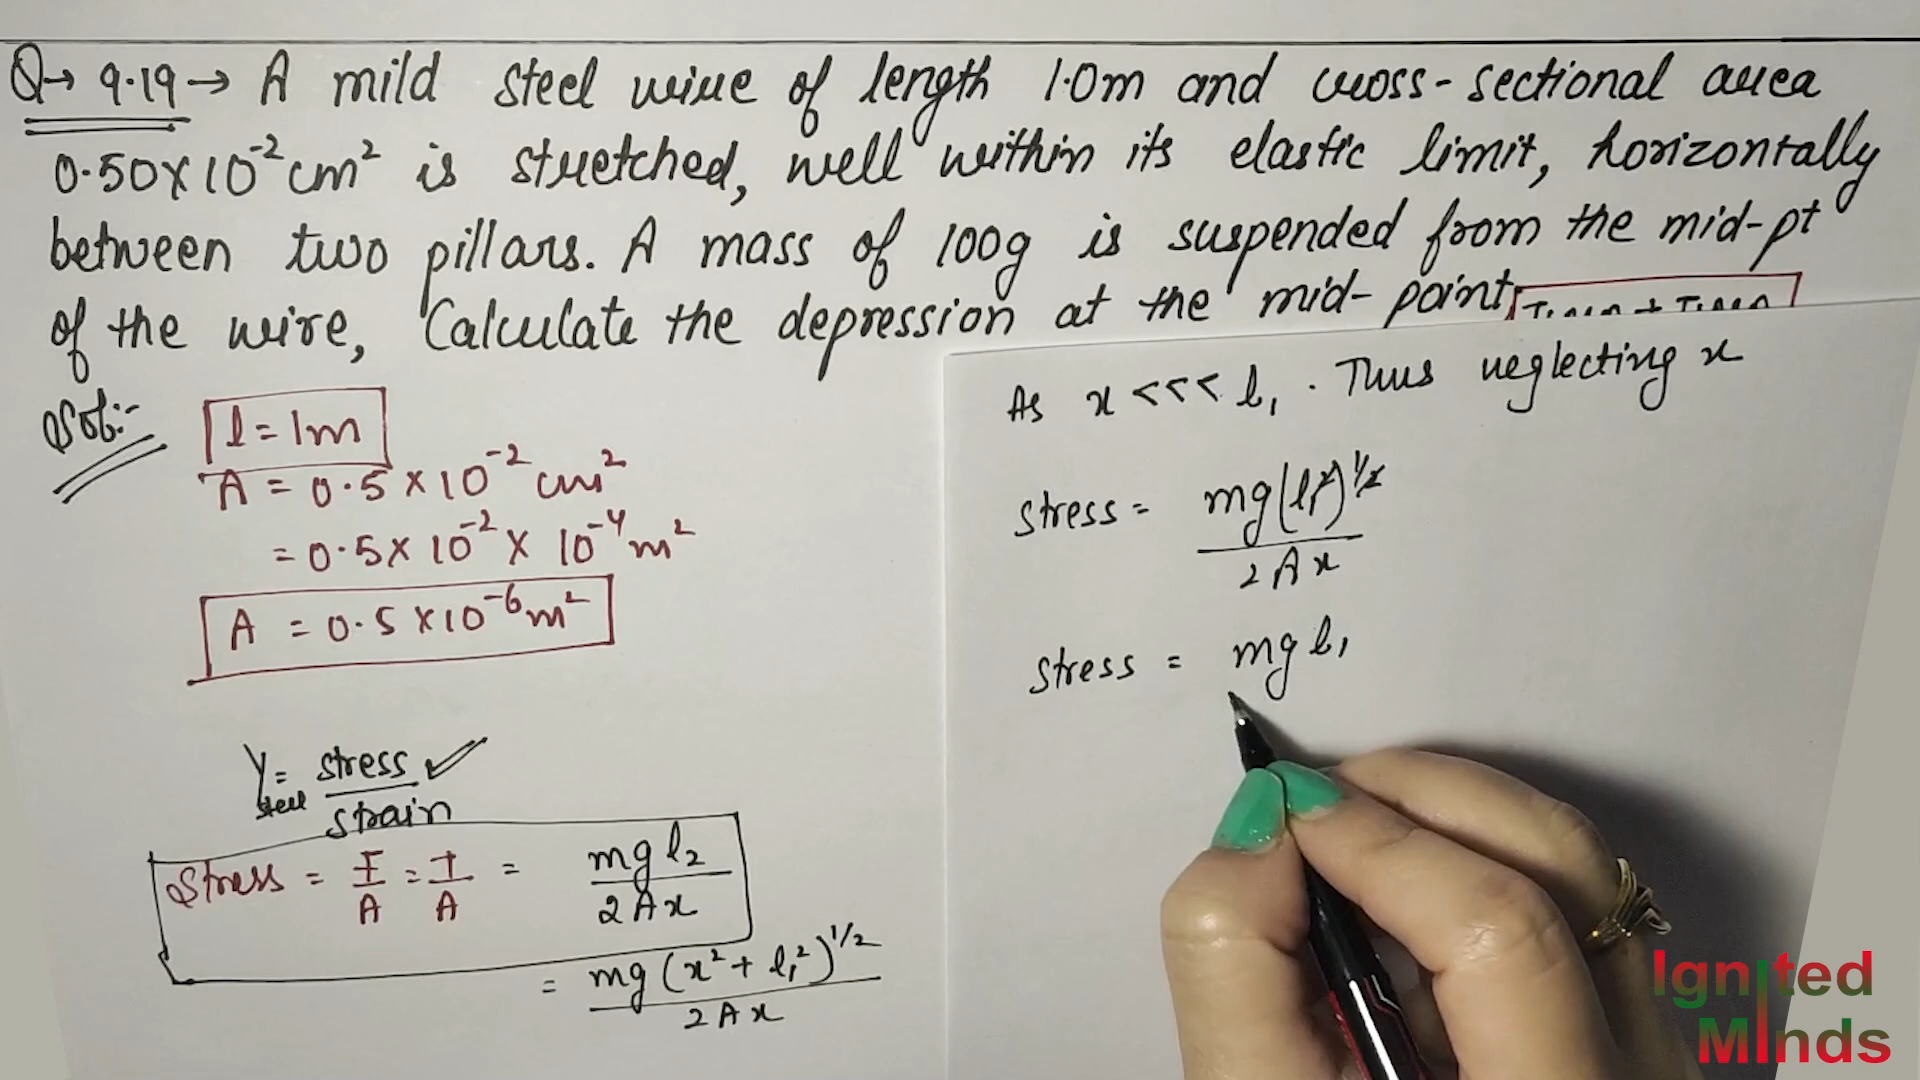 Q→ 9.19 → A mild steel wire of length 1.0m and cross-sectional area
0.50×10⁻²cm² is stretched, well within its elastic limit, horizontally
between two pillars. A mass of 100g is suspended from the mid-pt
of the wire, Calculate the depression at the mid-point.
Sol:-
l = 1m
A = 0.5 × 10⁻² cm²
= 0.5 × 10⁻² × 10⁻⁴ m²
A = 0.5 × 10⁻⁶ m²
Y steel = stress / strain ✓
Stress = F/A = T/A = mg l₂ / 2Ax
= mg (x² + l₁²)^1/2 / 2Ax
As x <<< l₁. Thus neglecting x
Stress = mg (l₁²)^1/2 / 2Ax
Stress = mg l₁
Ignited
Minds